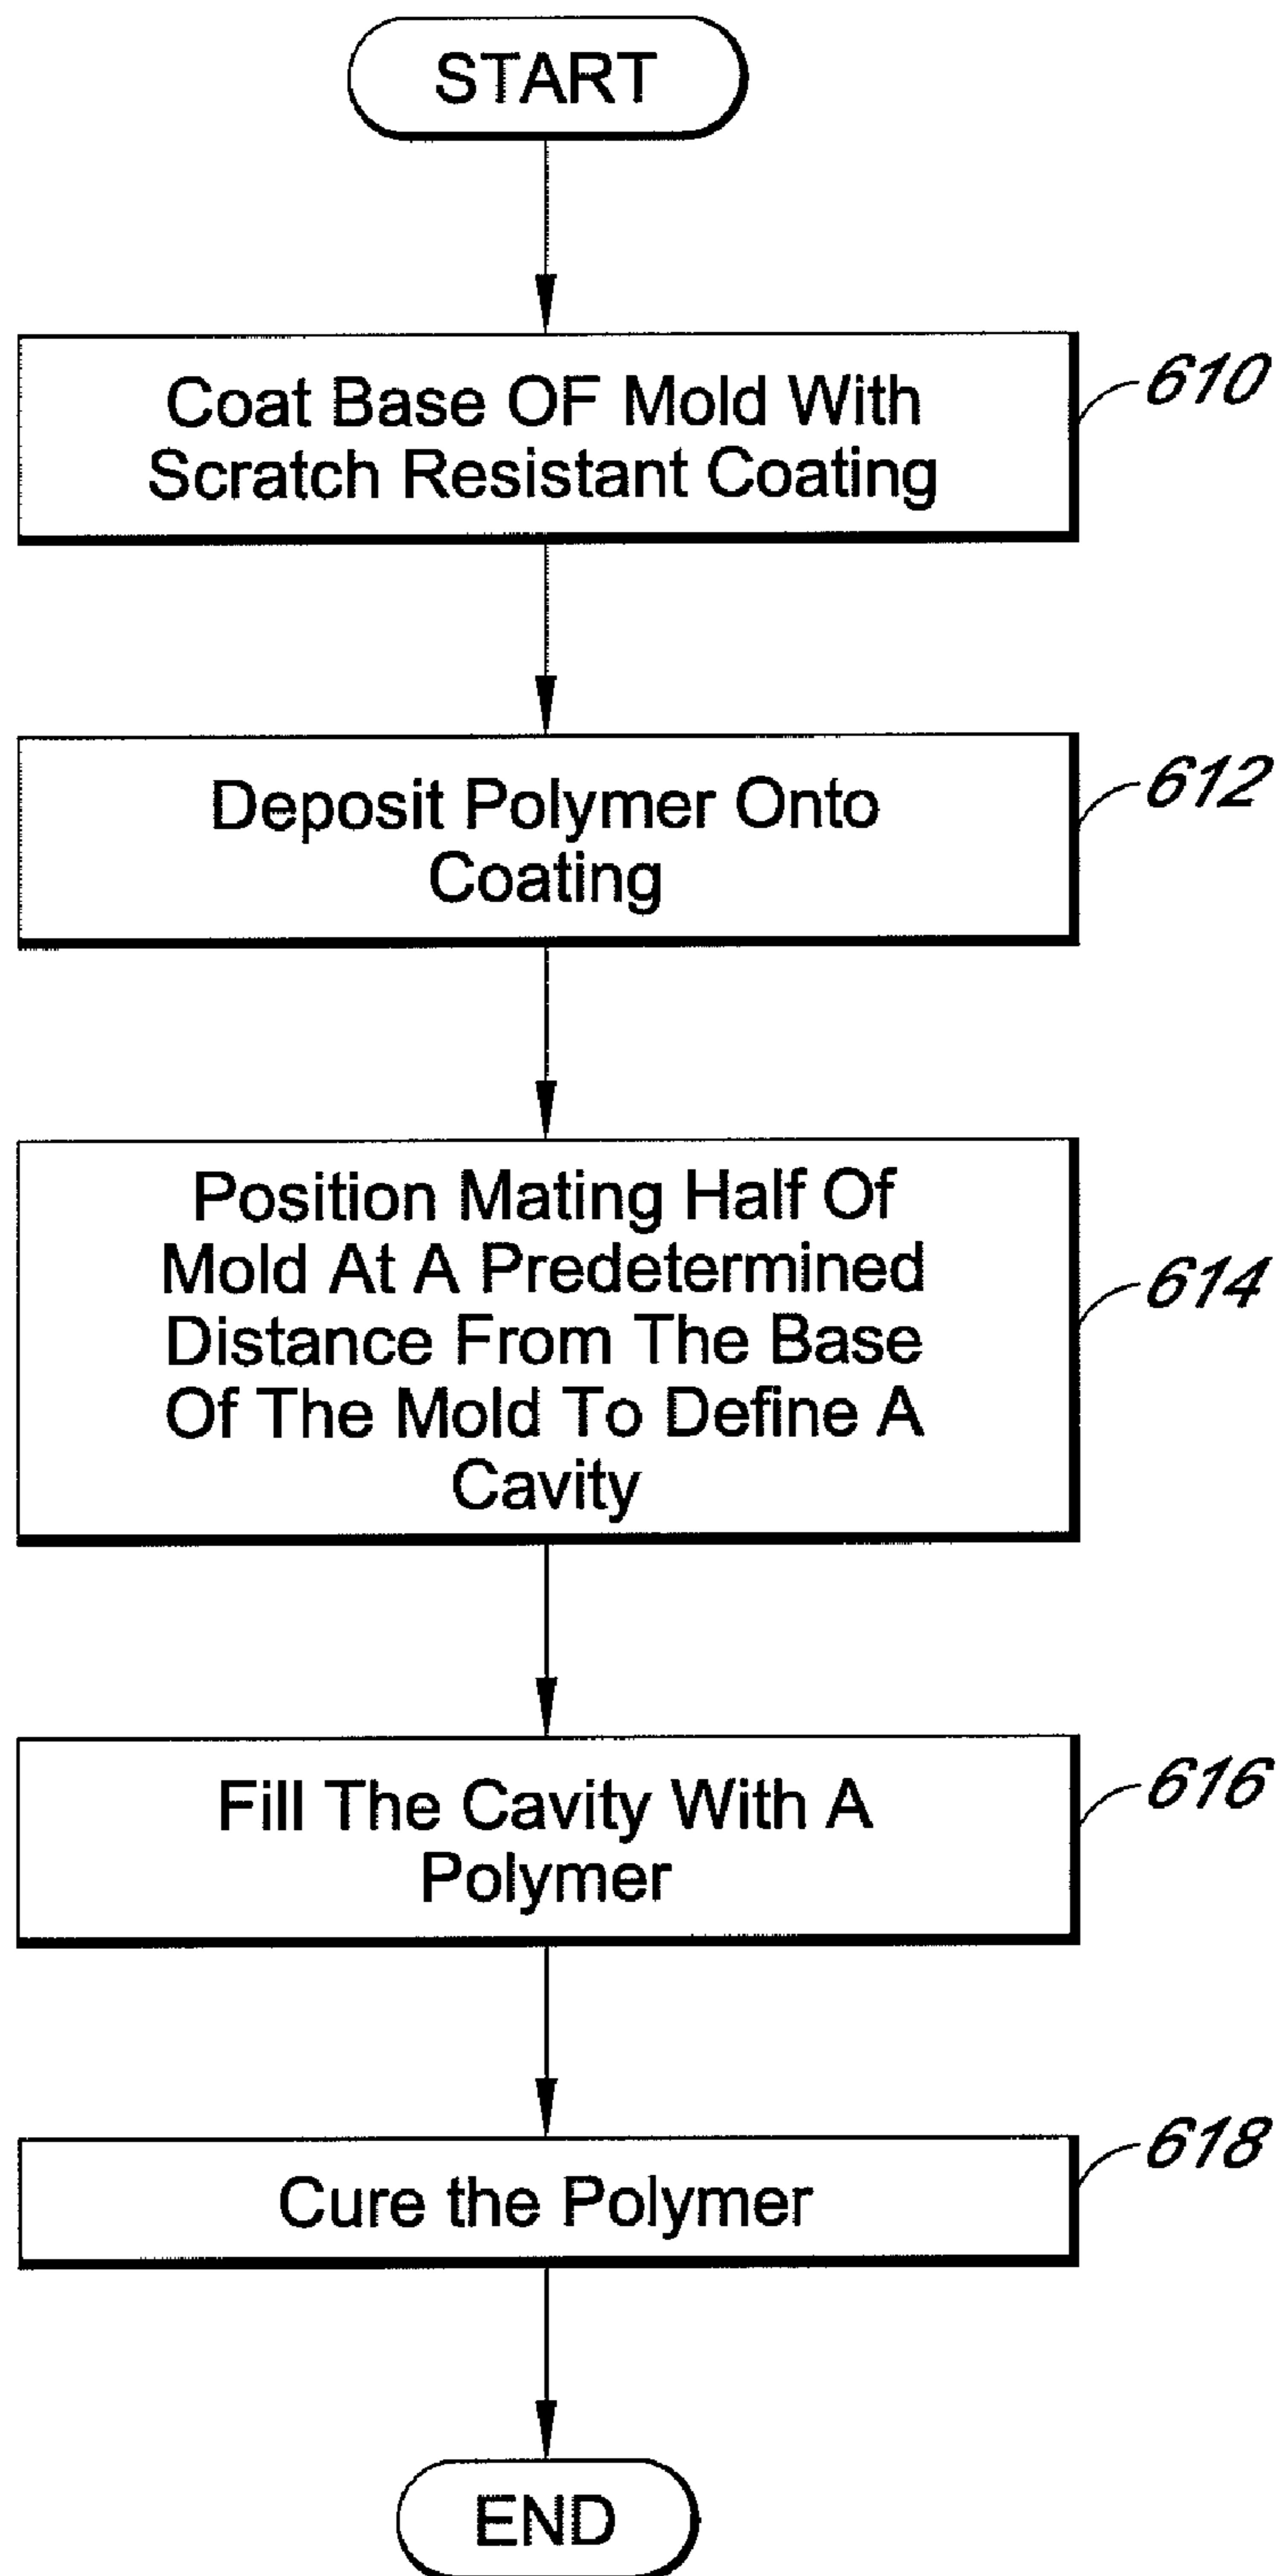 START
Coat Base OF Mold With
Scratch Resistant Coating
610
Deposit Polymer Onto
Coating
612
Position Mating Half Of
Mold At A Predetermined
Distance From The Base
Of The Mold To Define A
Cavity
614
Fill The Cavity With A
Polymer
616
Cure the Polymer
618
END